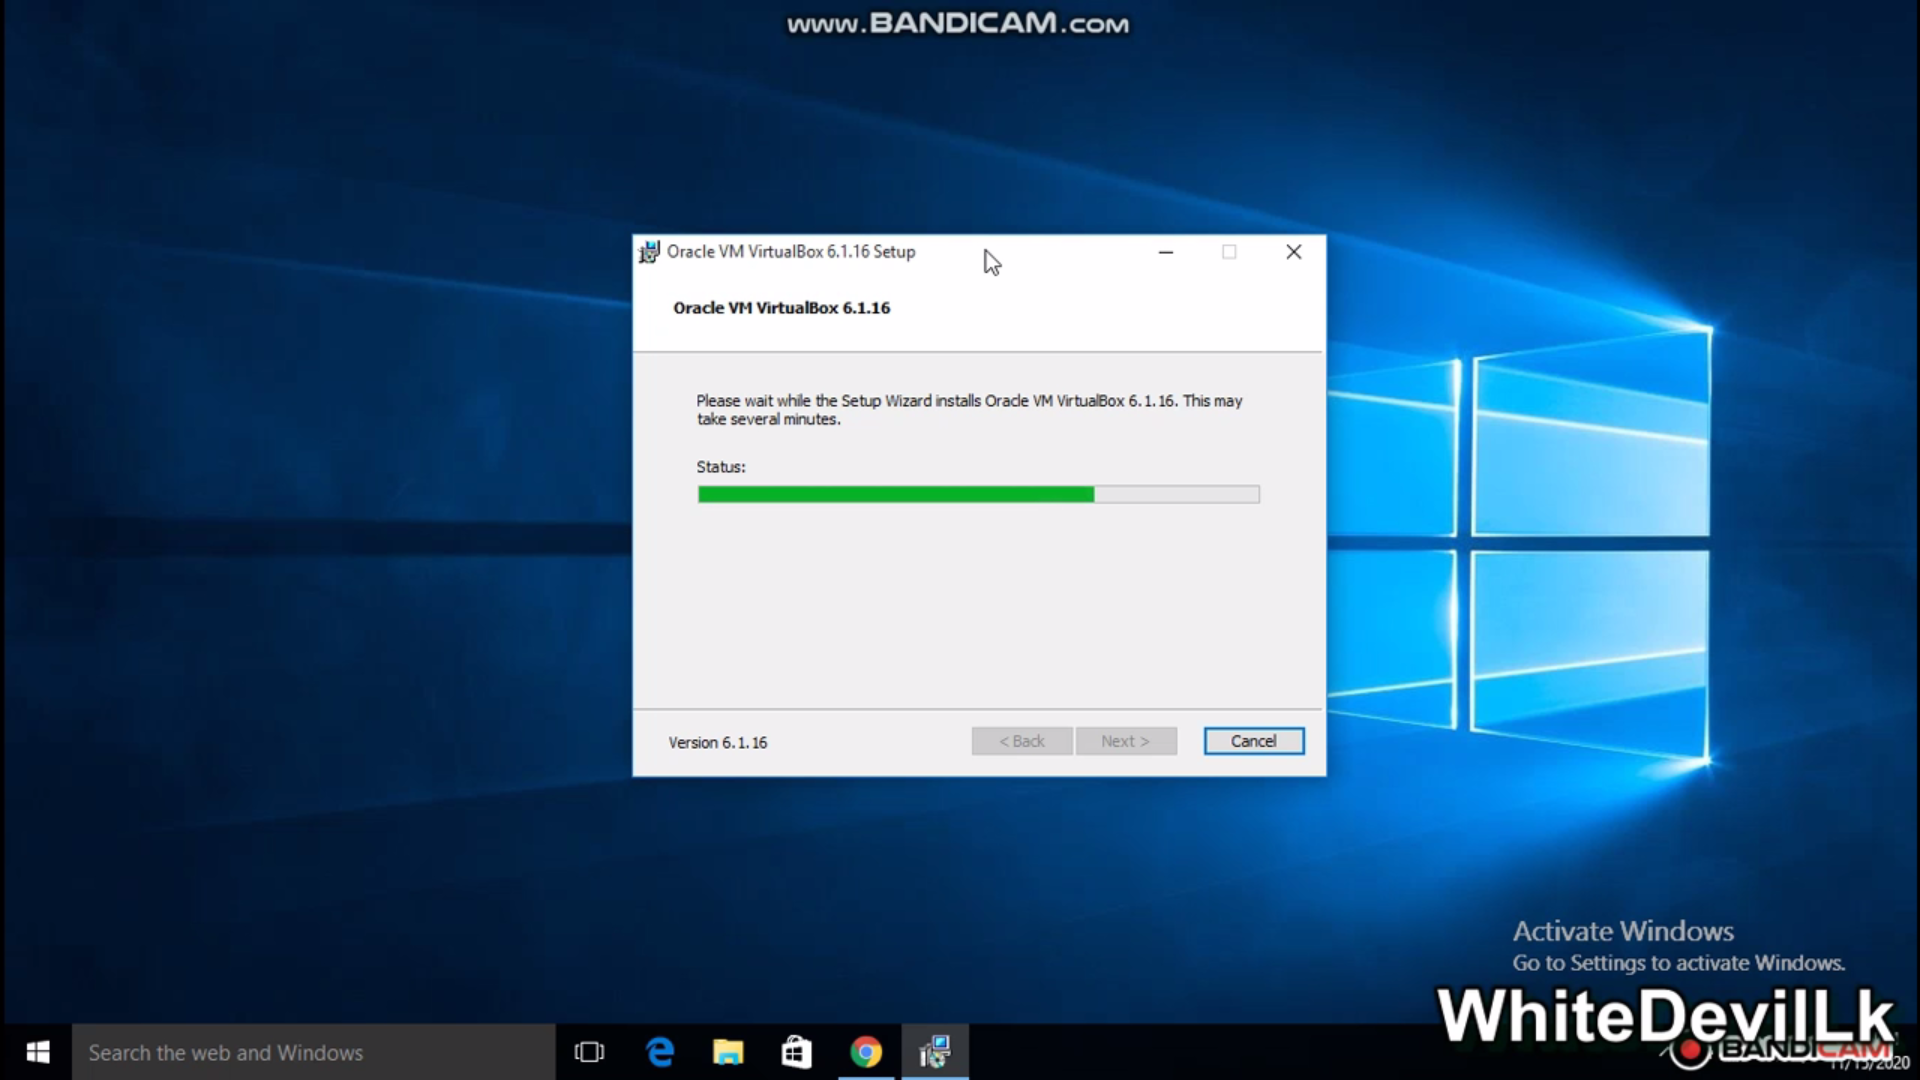 www.BANDICAM.COM
Oracle VM VirtualBox 6.1.16 Setup
Oracle VM VirtualBox 6.1.16
Please wait while the Setup Wizard installs Oracle VM VirtualBox 6.1.16. This may
take several minutes.
Status:
Version 6.1.16
< Back
Next >
Cancel
Activate Windows
Go to Settings to activate Windows.
WhiteDevilLk
Search the web and Windows
BANDICAM